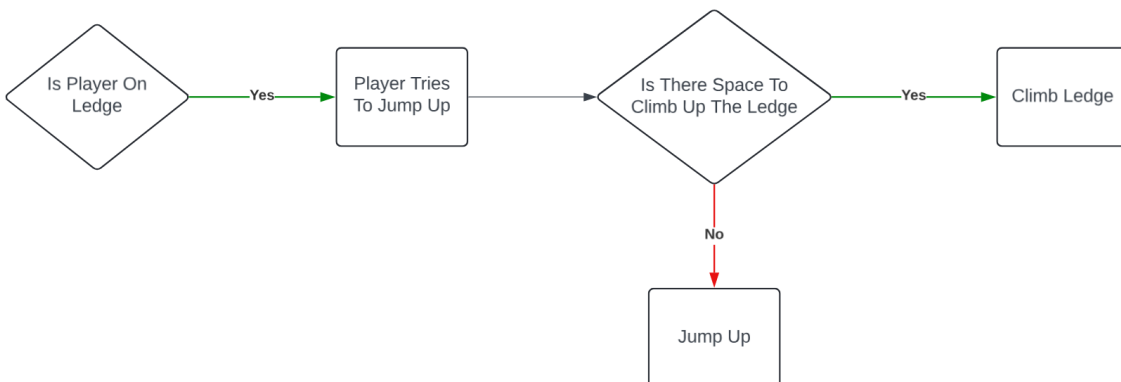 Is Player On
Ledge
Yes
Player Tries
To Jump Up
Is There Space To
Climb Up The Ledge
Yes
Climb Ledge
No
Jump Up